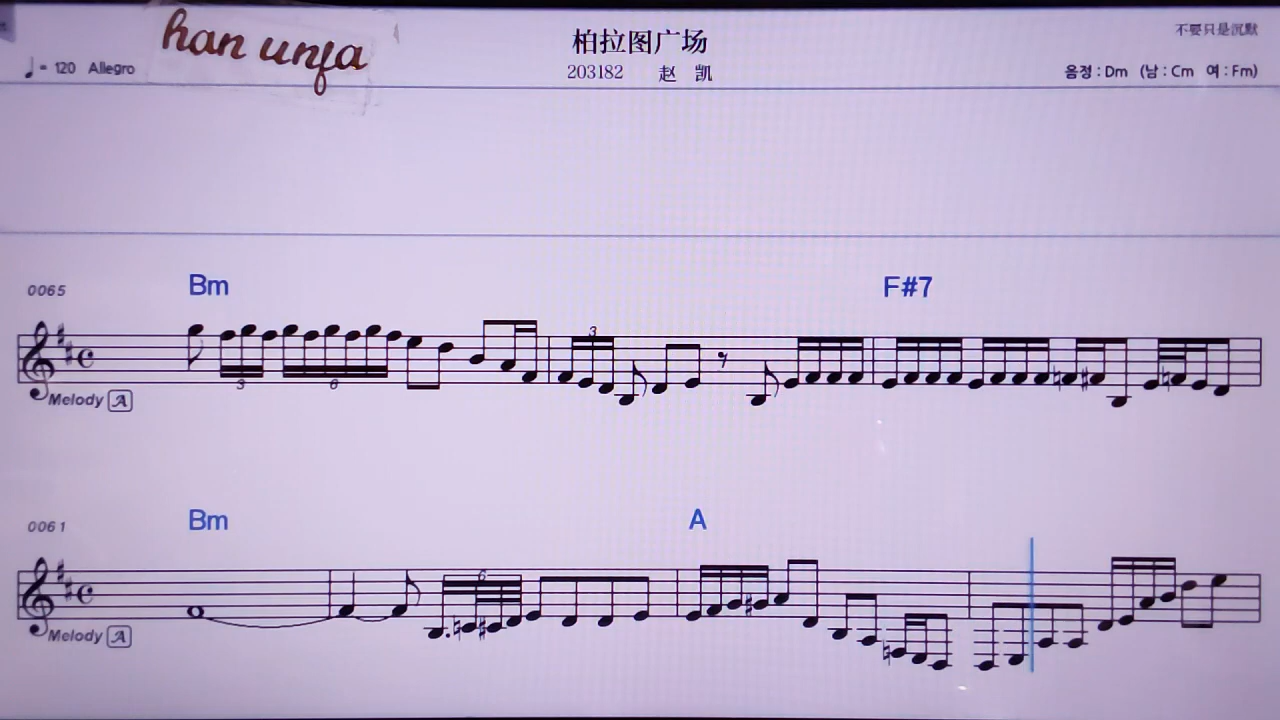 han unfa
柏拉图广场
不要只是沉默
♩= 120 Allegro
203182 赵 凯
음정 : Dm (남 : Cm 여 : Fm)
0065
Bm
F#7
3
6
3
Melody A
0061
Bm
A
6
Melody A